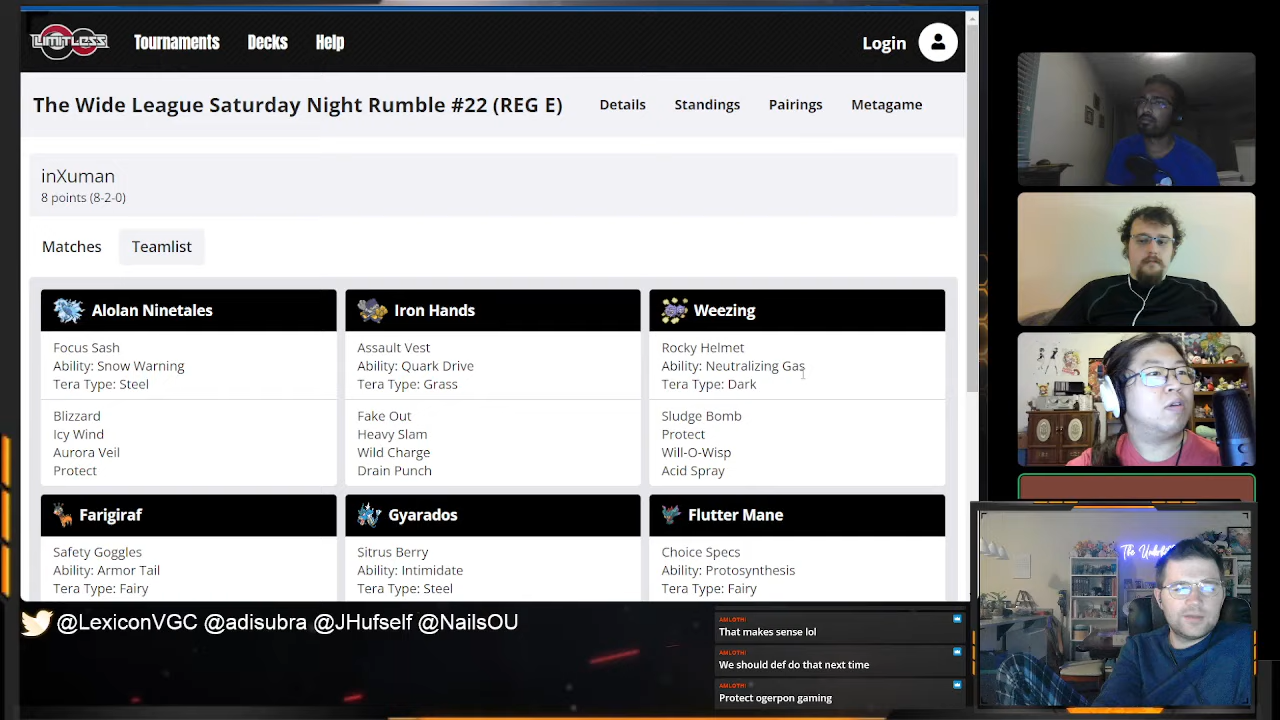 LIMITLESS
Tournaments Decks Help
Login
The Wide League Saturday Night Rumble #22 (REG E)
Details Standings Pairings Metagame
inXuman
8 points (8-2-0)
Matches Teamlist
Alolan Ninetales
Focus Sash
Ability: Snow Warning
Tera Type: Steel
Blizzard
Icy Wind
Aurora Veil
Protect
Iron Hands
Assault Vest
Ability: Quark Drive
Tera Type: Grass
Fake Out
Heavy Slam
Wild Charge
Drain Punch
Weezing
Rocky Helmet
Ability: Neutralizing Gas
Tera Type: Dark
Sludge Bomb
Protect
Will-O-Wisp
Acid Spray
Farigiraf
Safety Goggles
Ability: Armor Tail
Tera Type: Fairy
Gyarados
Sitrus Berry
Ability: Intimidate
Tera Type: Steel
Flutter Mane
Choice Specs
Ability: Protosynthesis
Tera Type: Fairy
@LexiconVGC @adisubra @JHufself @NailsOU
AMLOTHI
That makes sense lol
AMLOTHI
We should def do that next time
AMLOTHI
Protect ogerpon gaming